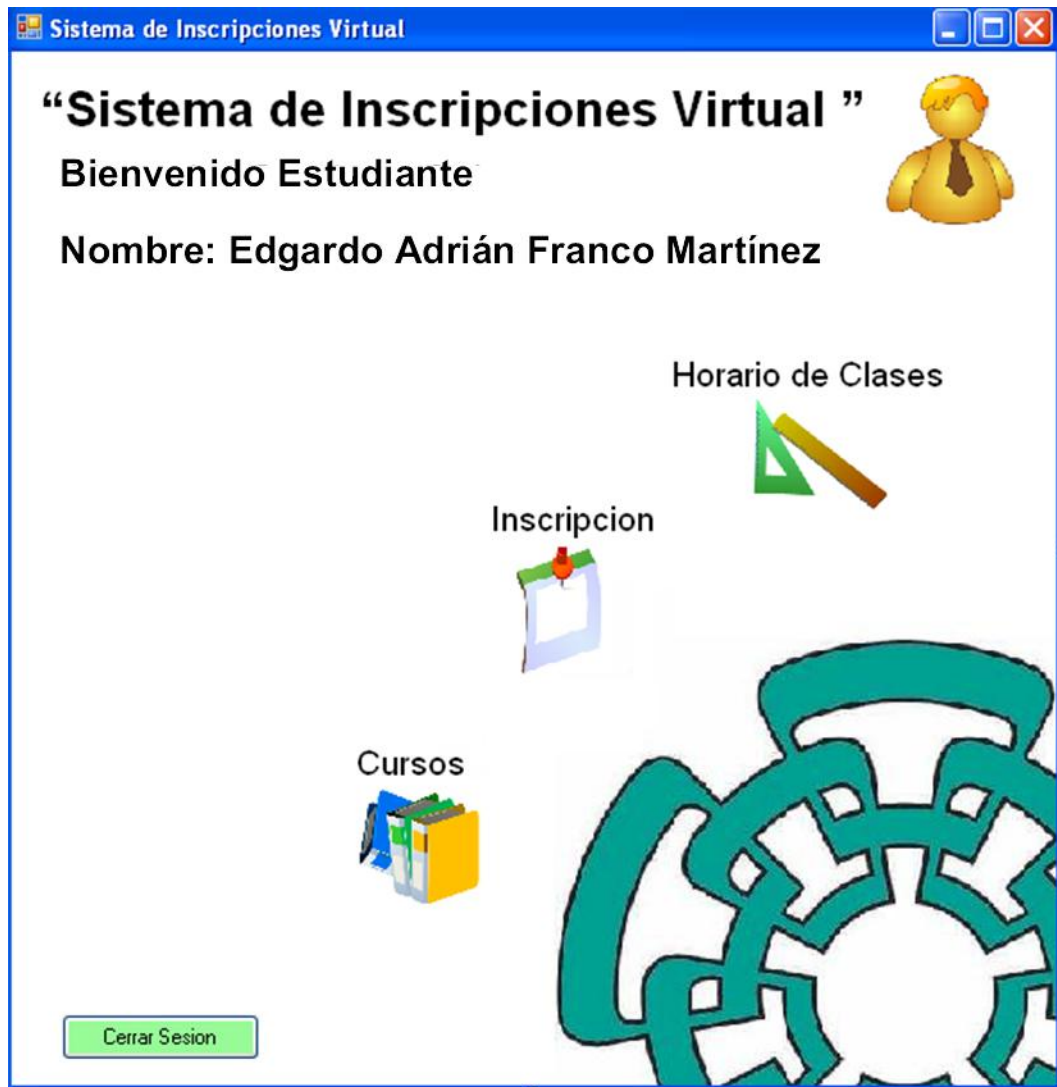 Sistema de Inscripciones Virtual
“Sistema de Inscripciones Virtual ”
Bienvenido Estudiante
Nombre: Edgardo Adrián Franco Martínez
Horario de Clases
Inscripcion
Cursos
Cerrar Sesion